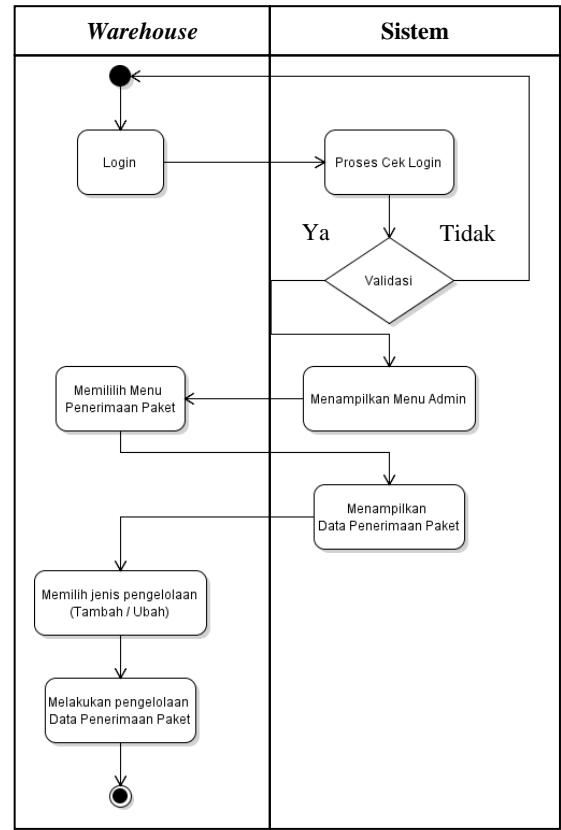 Warehouse
Sistem
Login
Proses Cek Login
Ya
Tidak
Validasi
Memililih Menu
Penerimaan Paket
Menampilkan Menu Admin
Menampilkan
Data Penerimaan Paket
Memilih jenis pengelolaan
(Tambah / Ubah)
Melakukan pengelolaan
Data Penerimaan Paket